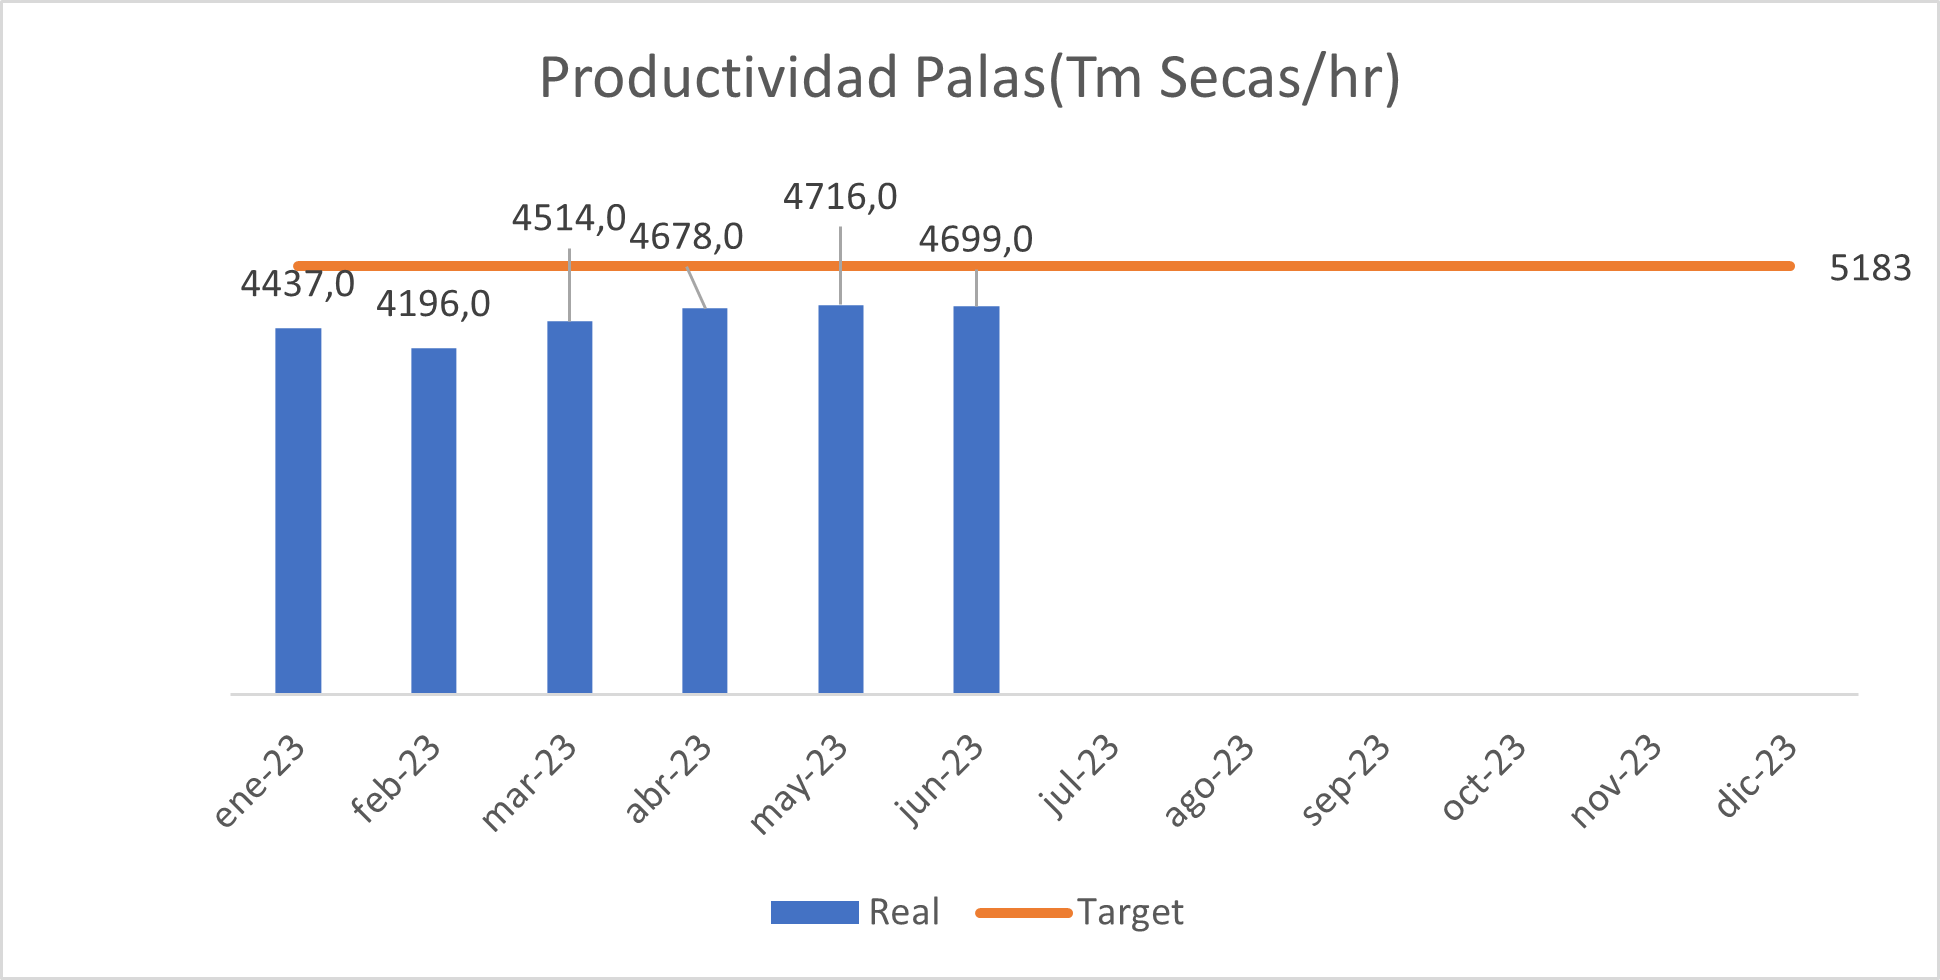 Productividad Palas(Tm Secas/hr)
4437,0
4196,0
4514,0
4678,0
4716,0
4699,0
5183
ene-23
feb-23
mar-23
abr-23
may-23
jun-23
jul-23
ago-23
sep-23
oct-23
nov-23
dic-23
Real
Target